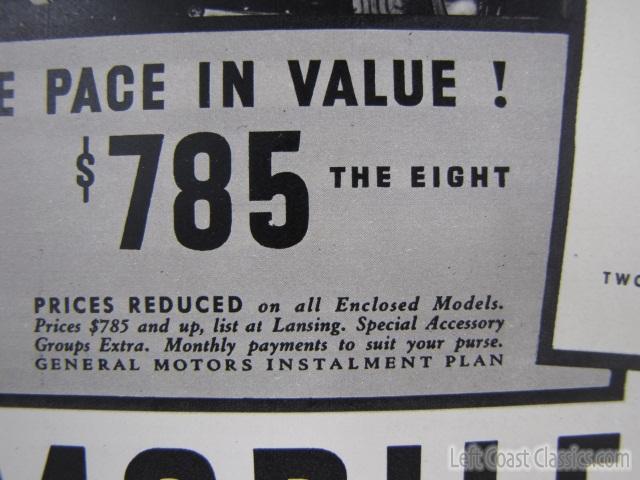 E PACE IN VALUE !
$785 THE EIGHT
TWO
PRICES REDUCED on all Enclosed Models.
Prices $785 and up, list at Lansing. Special Accessory
Groups Extra. Monthly payments to suit your purse.
GENERAL MOTORS INSTALMENT PLAN
MOBILE
Left Coast Classics.com